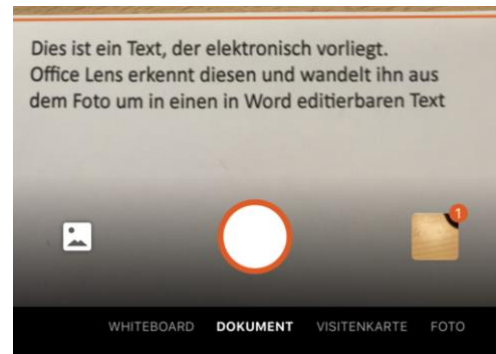 Dies ist ein Text, der elektronisch vorliegt.
Office Lens erkennt diesen und wandelt ihn aus
dem Foto um in einen in Word editierbaren Text
1
WHITEBOARD DOKUMENT VISITENKARTE FOTO